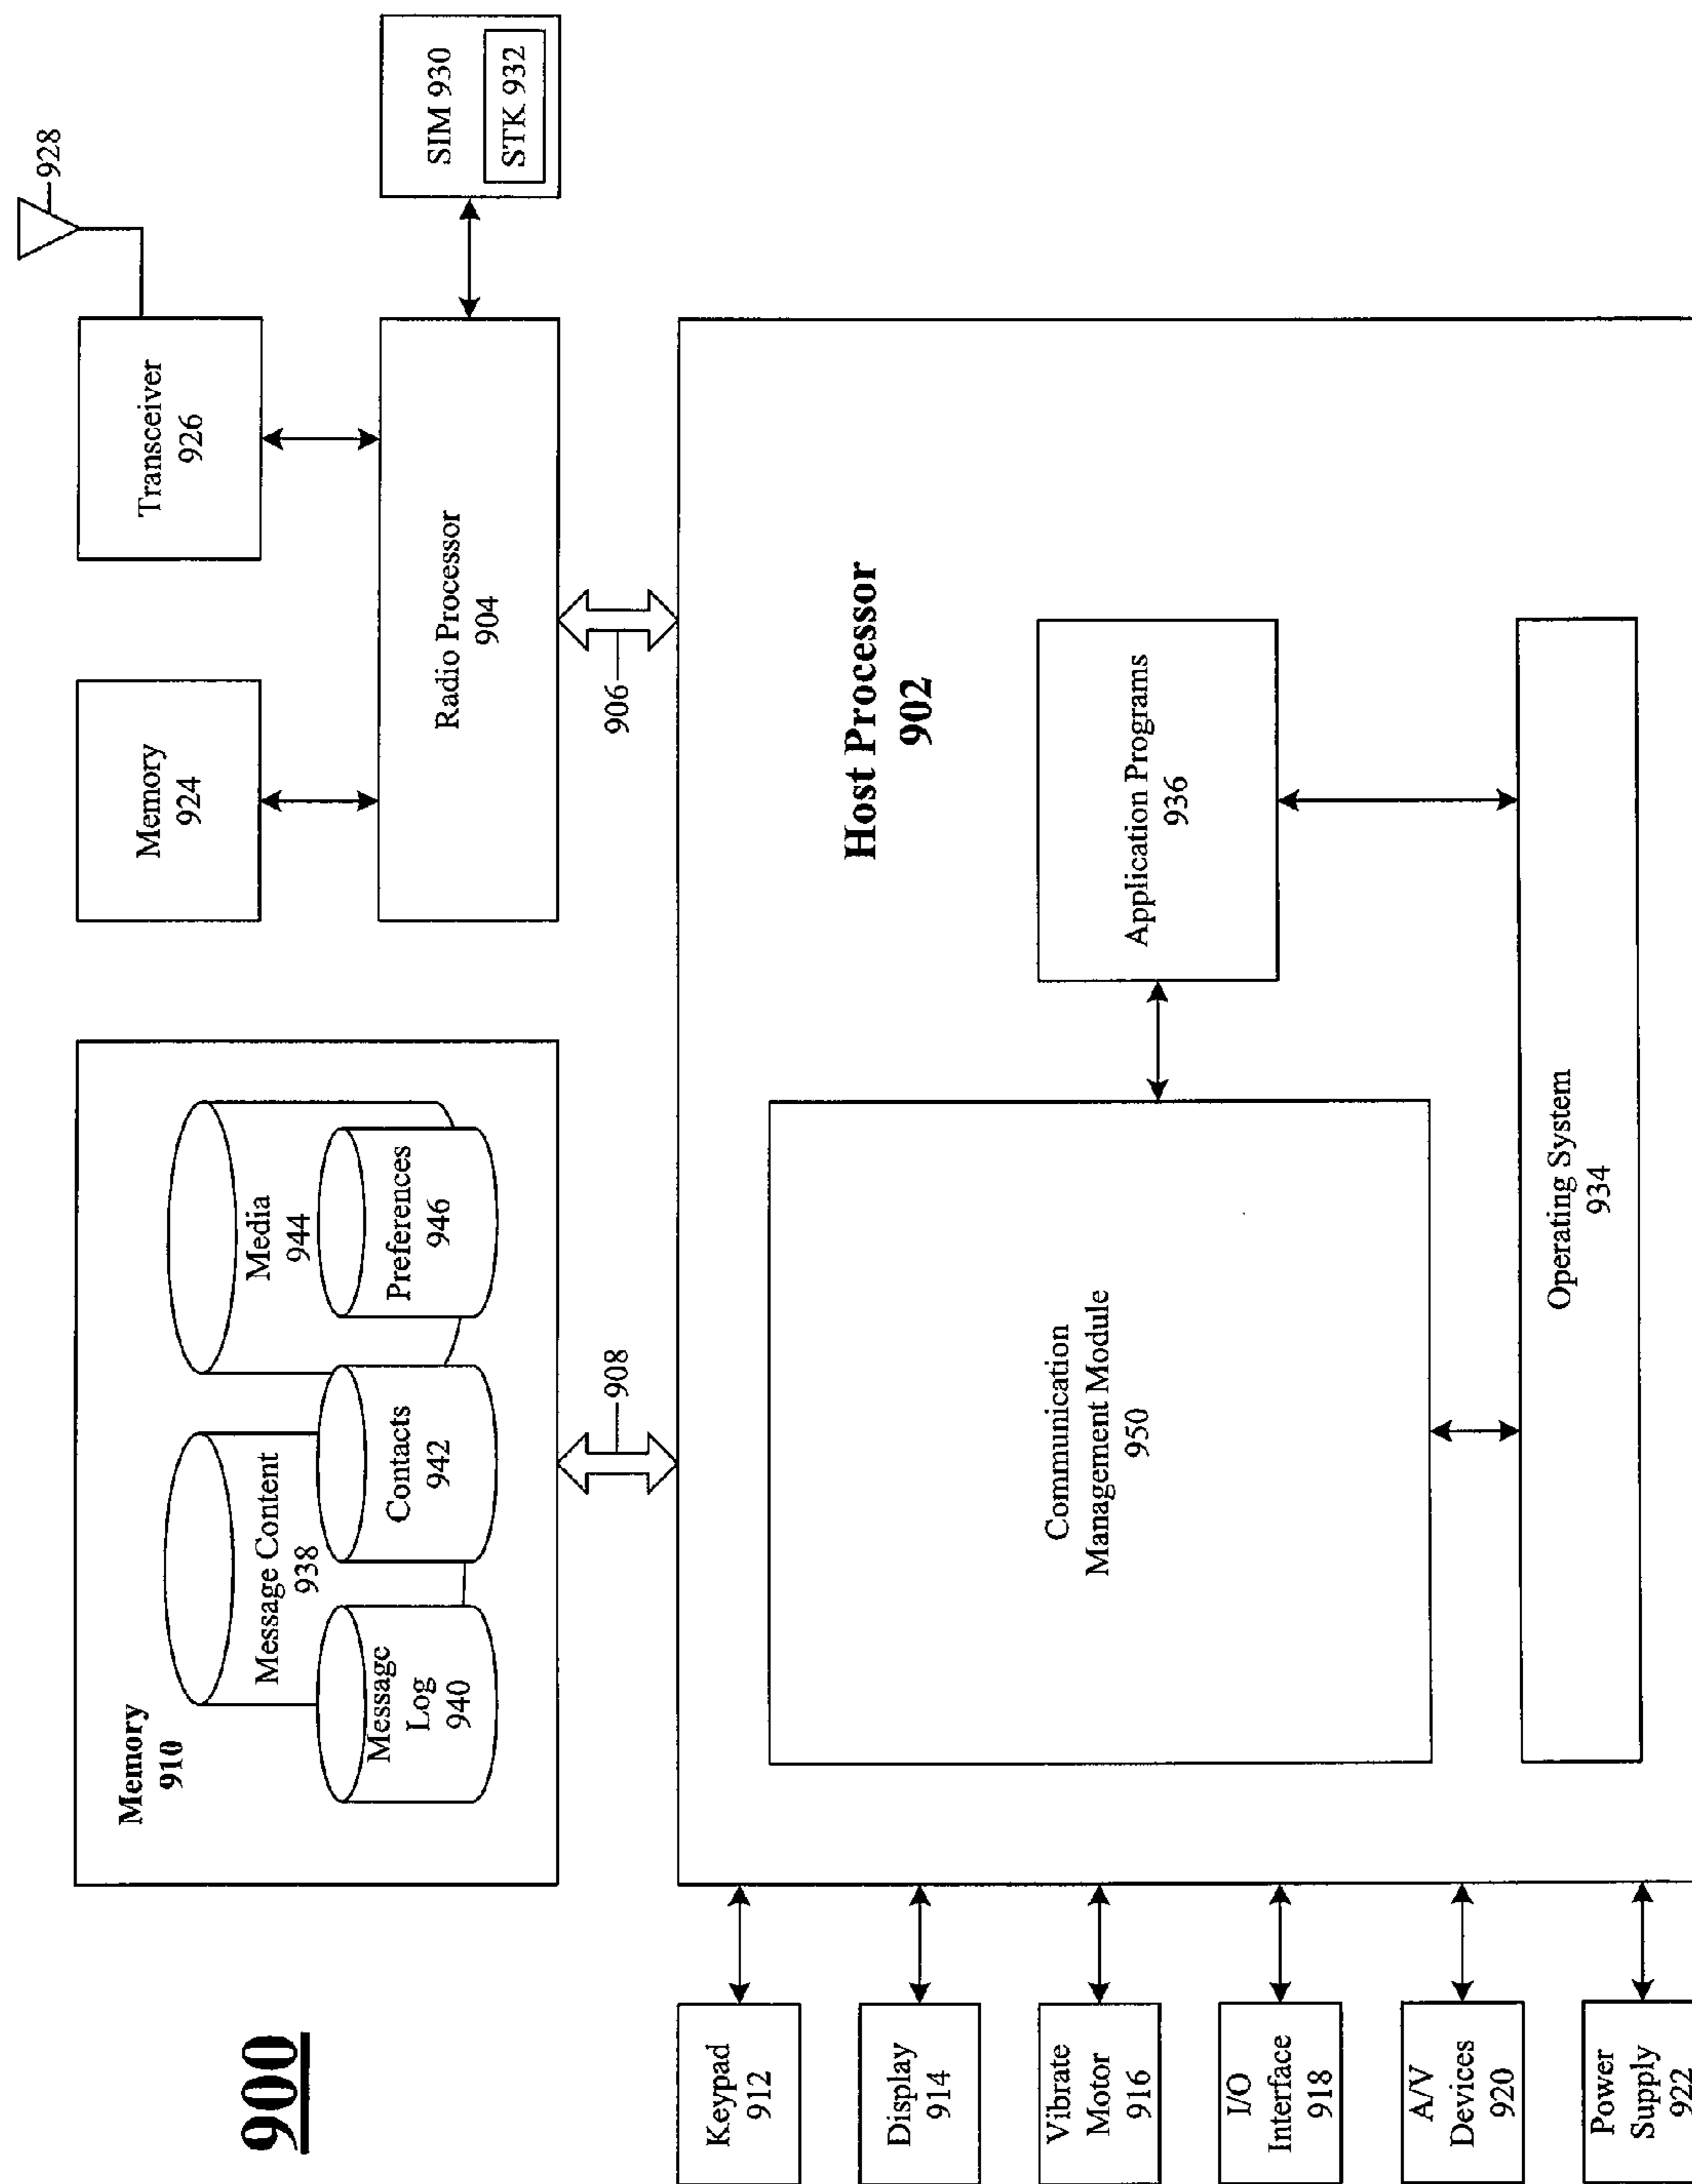 900
Memory
910
Message Content
938
Media
944
Message
Log
940
Contacts
942
Preferences
946
Memory
924
Transceiver
926
928
Radio Processor
904
SIM 930
STK 932
908
906
Host Processor
902
Communication
Management Module
950
Application Programs
936
Operating System
934
Keypad
912
Display
914
Vibrate
Motor
916
I/O
Interface
918
A/V
Devices
920
Power
Supply
922